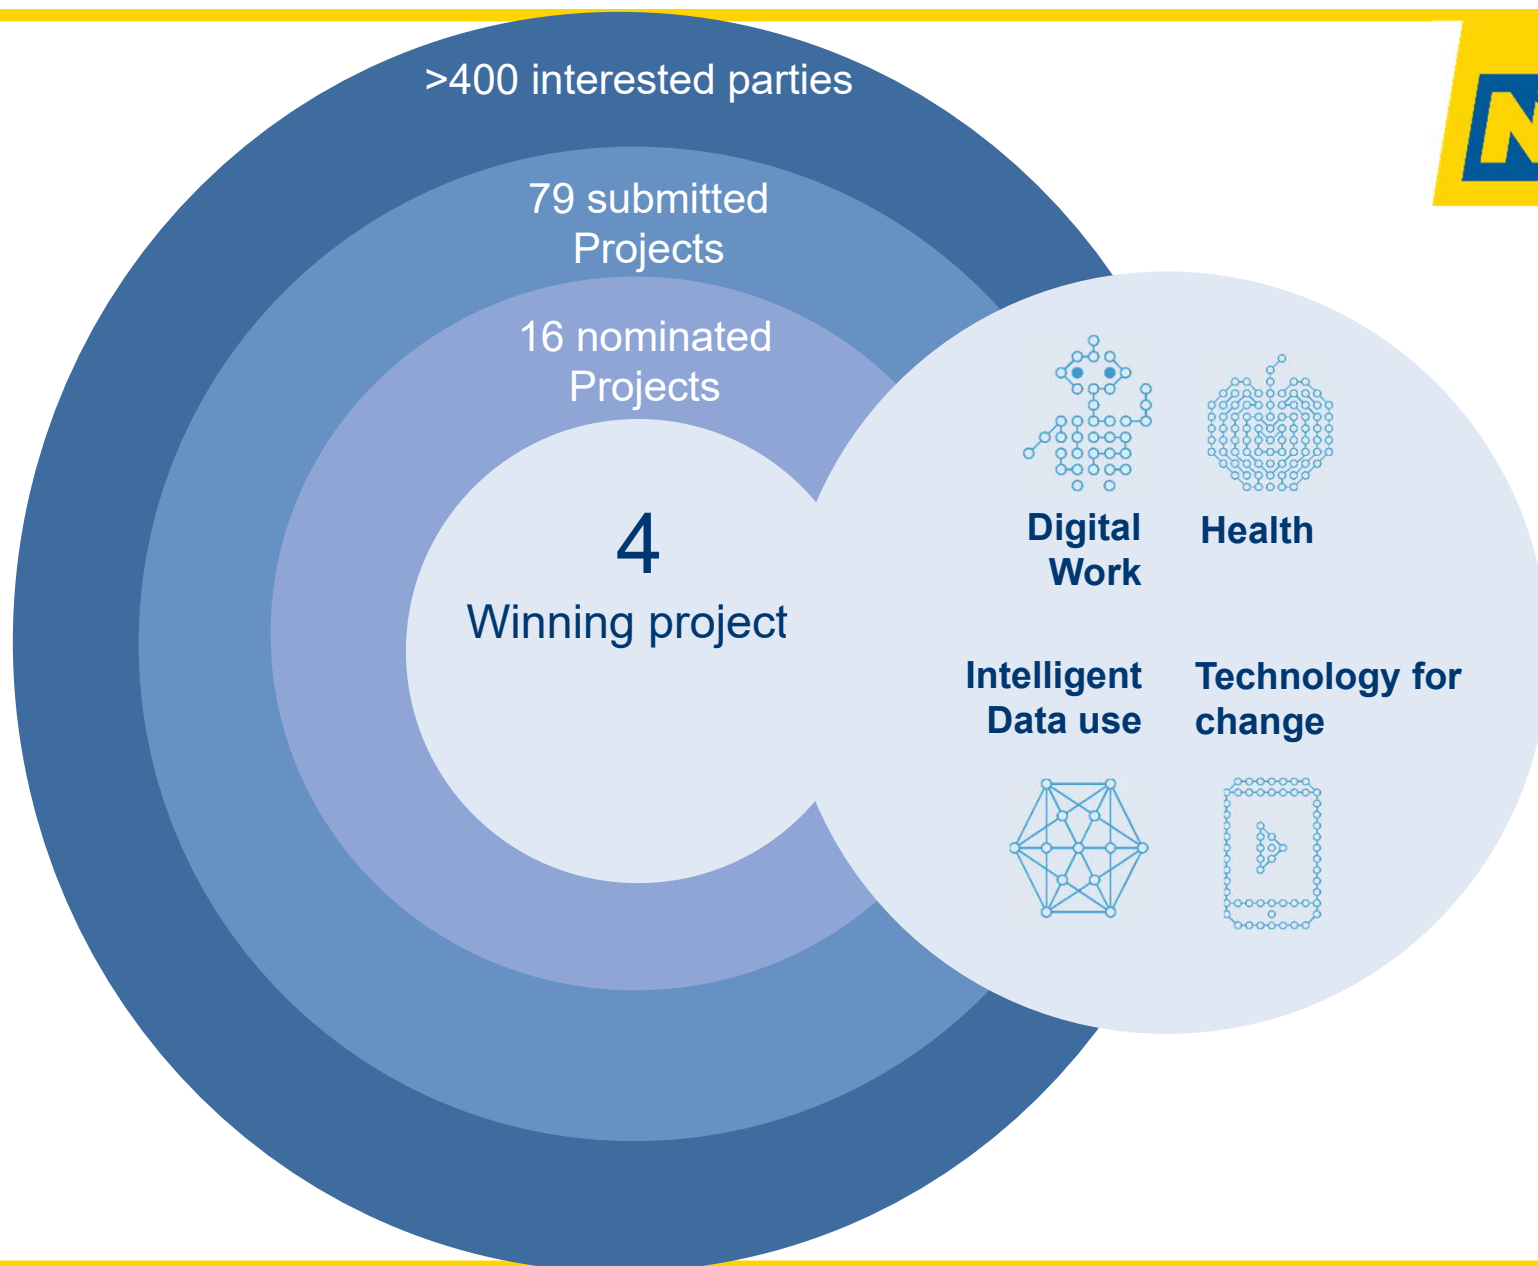 >400 interested parties
79 submitted
Projects
16 nominated
Projects
4
Winning project
Digital
Work
Health
Intelligent
Data use
Technology for
change
N